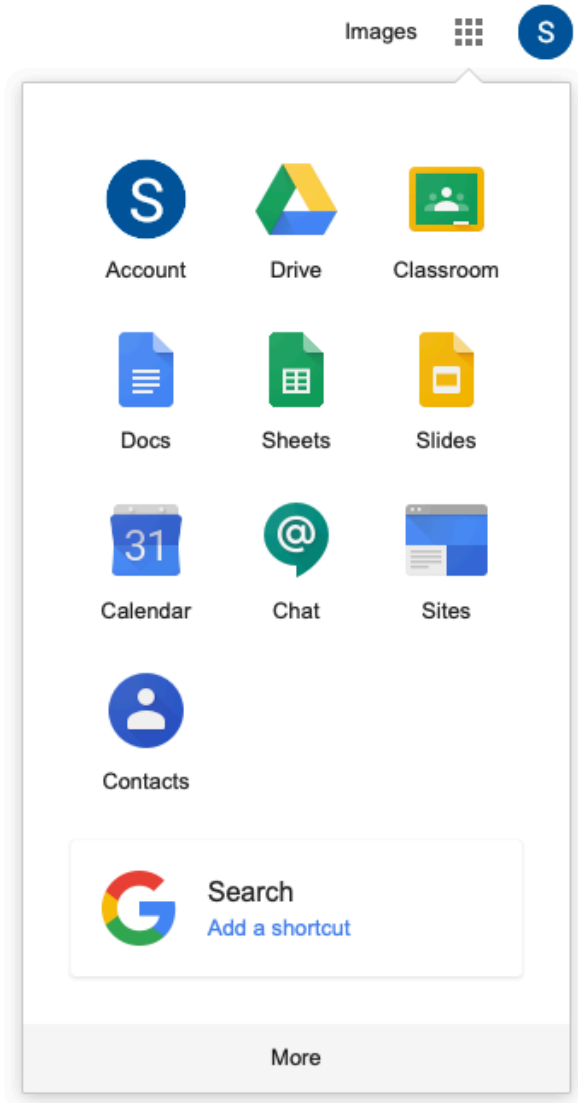 Images S
S
Account Drive Classroom
Docs Sheets Slides
31 @
Calendar Chat Sites
Contacts
G Search
Add a shortcut
More